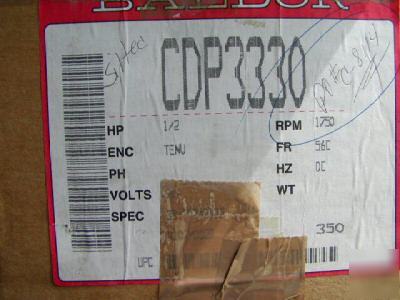 BALDOR
CDP3330
HP 1/2 RPM 1750
ENC TENV FR 56C
PH HZ DC
VOLTS WT
SPEC 350
UPC